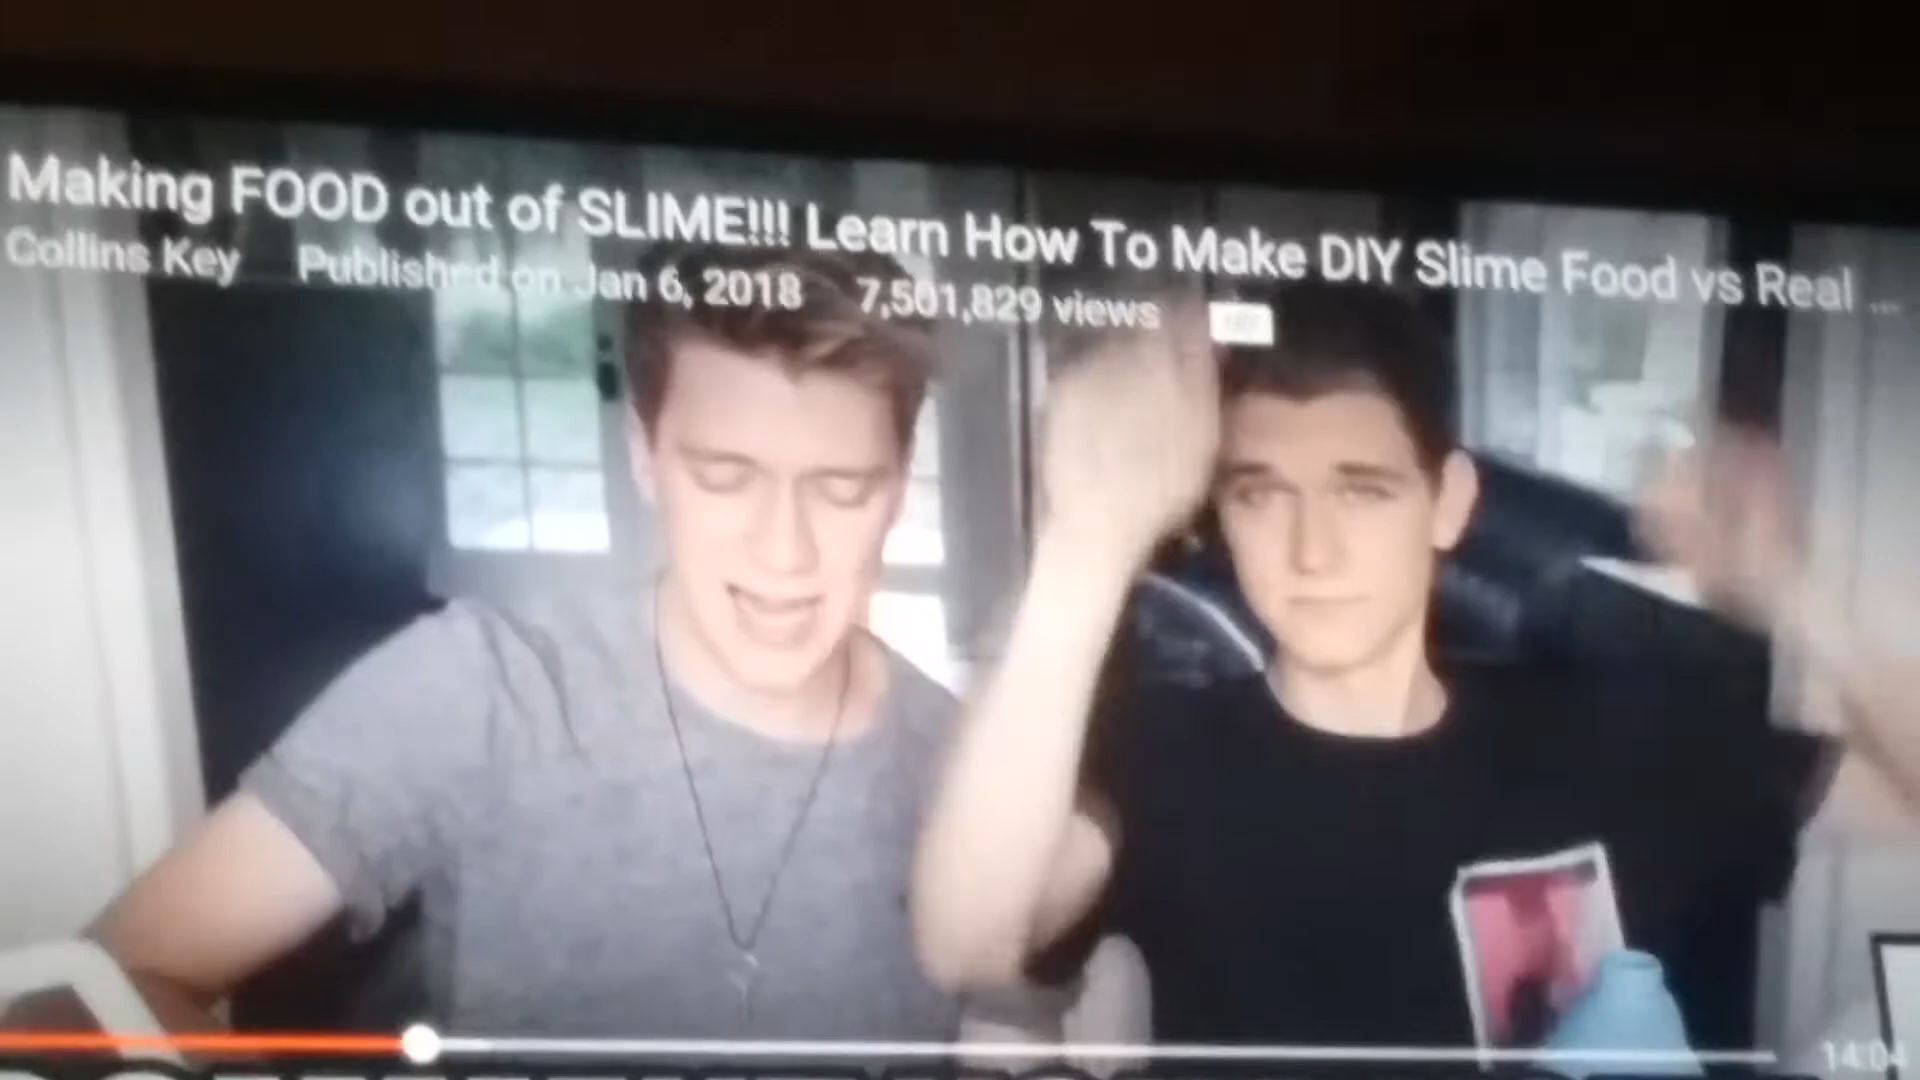 Making FOOD out of SLIME!!! Learn How To Make DIY Slime Food vs Real ...
Collins Key Published on Jan 6, 2018 7,501,829 views
14:04